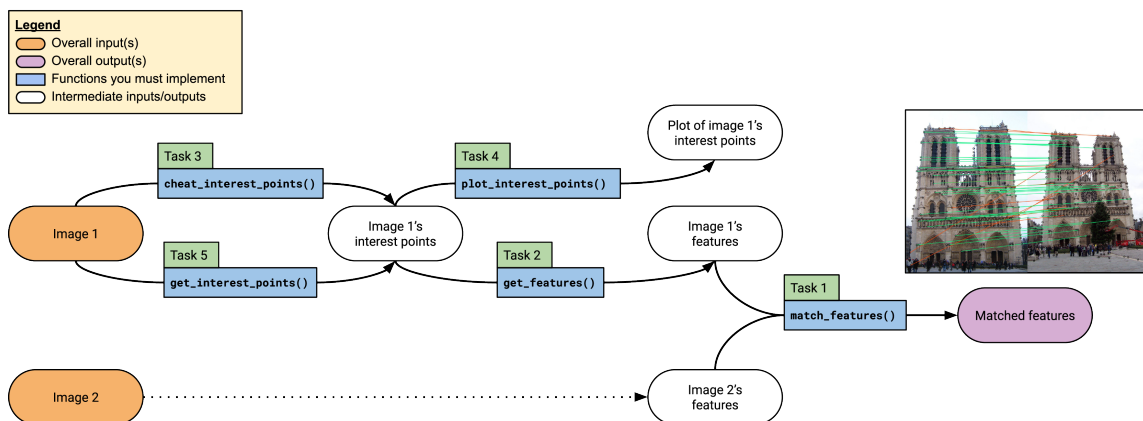 Legend
Overall input(s)
Overall output(s)
Functions you must implement
Intermediate inputs/outputs
Task 3
cheat_interest_points()
Task 4
plot_interest_points()
Plot of image 1's
interest points
Image 1
Image 1's
interest points
Image 1's
features
Task 5
get_interest_points()
Task 2
get_features()
Task 1
match_features()
Matched features
Image 2
Image 2's
features